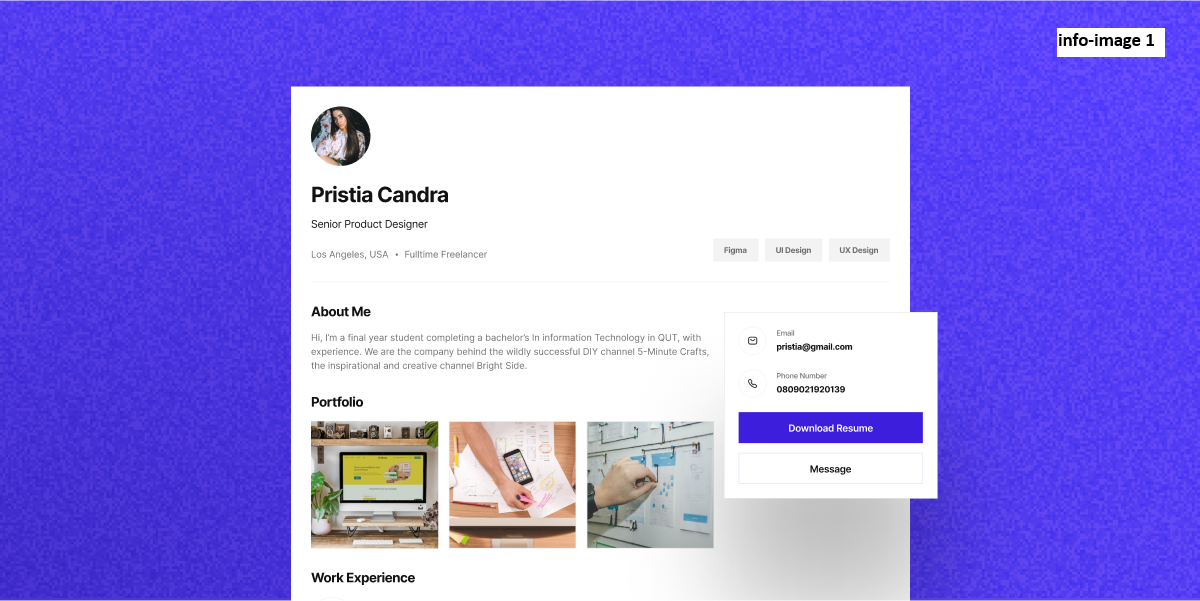 info-image 1
Pristia Candra
Senior Product Designer
Los Angeles, USA • Fulltime Freelancer
Figma
UI Design
UX Design
About Me
Hi, I'm a final year student completing a bachelor's In information Technology in QUT, with
experience. We are the company behind the wildly successful DIY channel 5-Minute Crafts,
the inspirational and creative channel Bright Side.
Email
pristia@gmail.com
Phone Number
0809021920139
Download Resume
Message
Portfolio
Work Experience